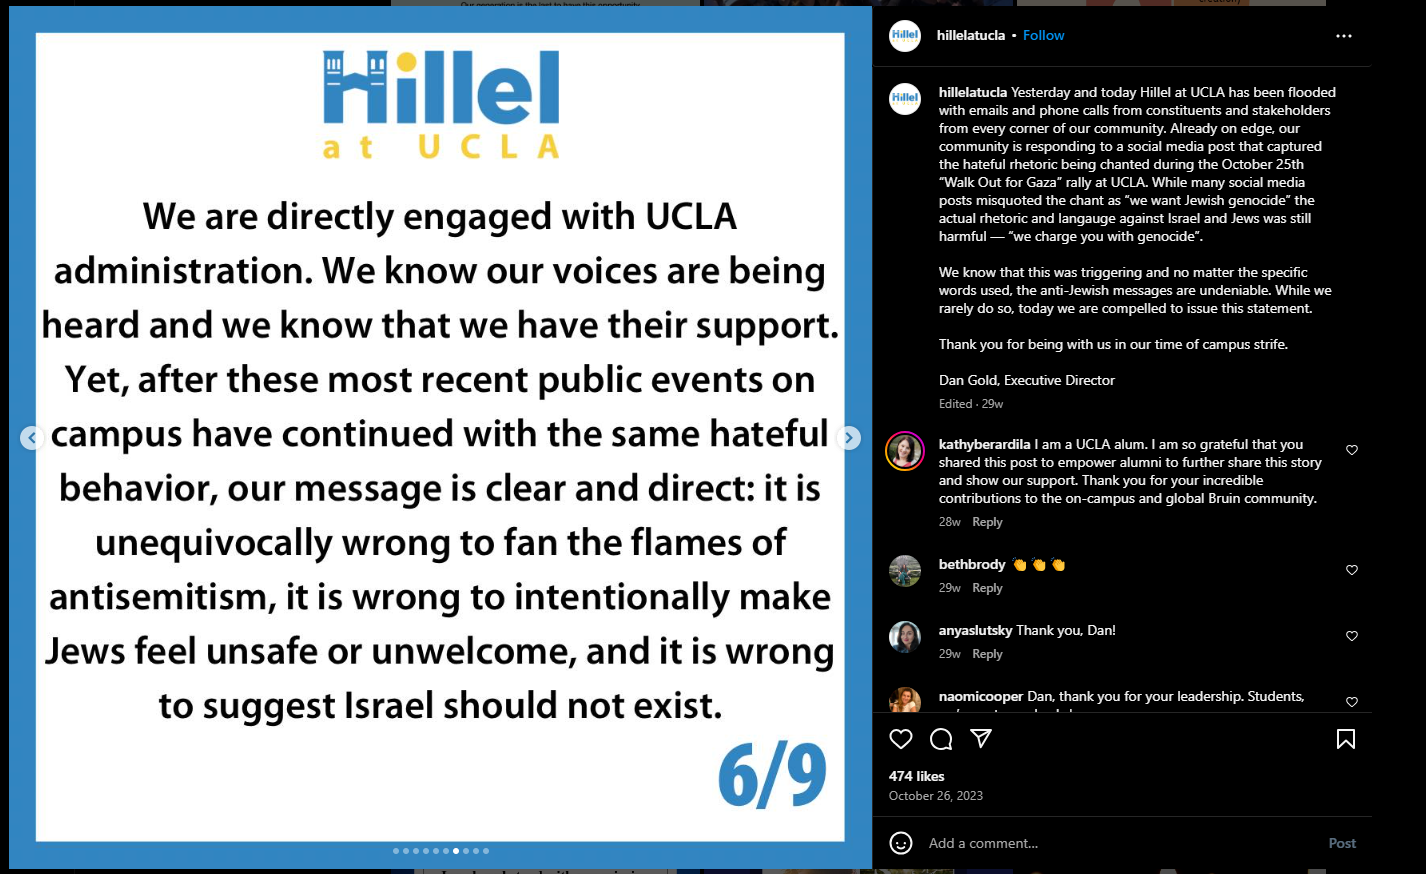 Our generation is the last to have this opportunity
Hillel
at UCLA
We are directly engaged with UCLA
administration. We know our voices are being
heard and we know that we have their support.
Yet, after these most recent public events on
campus have continued with the same hateful
behavior, our message is clear and direct: it is
unequivocally wrong to fan the flames of
antisemitism, it is wrong to intentionally make
Jews feel unsafe or unwelcome, and it is wrong
to suggest Israel should not exist.
6/9
hillelatucla • Follow
hillelatucla Yesterday and today Hillel at UCLA has been flooded
with emails and phone calls from constituents and stakeholders
from every corner of our community. Already on edge, our
community is responding to a social media post that captured
the hateful rhetoric being chanted during the October 25th
“Walk Out for Gaza” rally at UCLA. While many social media
posts misquoted the chant as “we want Jewish genocide” the
actual rhetoric and langauge against Israel and Jews was still
harmful — “we charge you with genocide”.
We know that this was triggering and no matter the specific
words used, the anti-Jewish messages are undeniable. While we
rarely do so, today we are compelled to issue this statement.
Thank you for being with us in our time of campus strife.
Dan Gold, Executive Director
Edited · 29w
kathyberardila I am a UCLA alum. I am so grateful that you
shared this post to empower alumni to further share this story
and show our support. Thank you for your incredible
contributions to the on-campus and global Bruin community.
28w Reply
bethbrody 👏👏👏
29w Reply
anyaslutsky Thank you, Dan!
29w Reply
naomicooper Dan, thank you for your leadership. Students,
474 likes
October 26, 2023
Add a comment...
Post